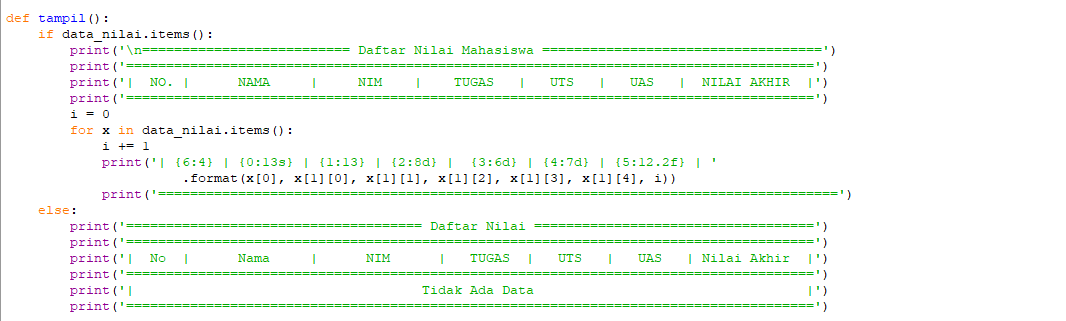 def tampil():
    if data_nilai.items():
        print('\n========================== Daftar Nilai Mahasiswa ===================================')
        print('======================================================================================')
        print('|  NO. |      NAMA     |     NIM    |    TUGAS   |   UTS   |   UAS   |  NILAI AKHIR  |')
        print('======================================================================================')
        i = 0
        for x in data_nilai.items():
            i += 1
            print('| {6:4} | {0:13s} | {1:13} | {2:8d} |  {3:6d} | {4:7d} | {5:12.2f} | '
                  .format(x[0], x[1][0], x[1][1], x[1][2], x[1][3], x[1][4], i))
            print('=====================================================================================')
    else:
        print('===================================== Daftar Nilai ===================================')
        print('======================================================================================')
        print('|  No  |      Nama     |      NIM      |   TUGAS  |   UTS   |   UAS   | Nilai Akhir  |')
        print('======================================================================================')
        print('|                                    Tidak Ada Data                                  |')
        print('======================================================================================')